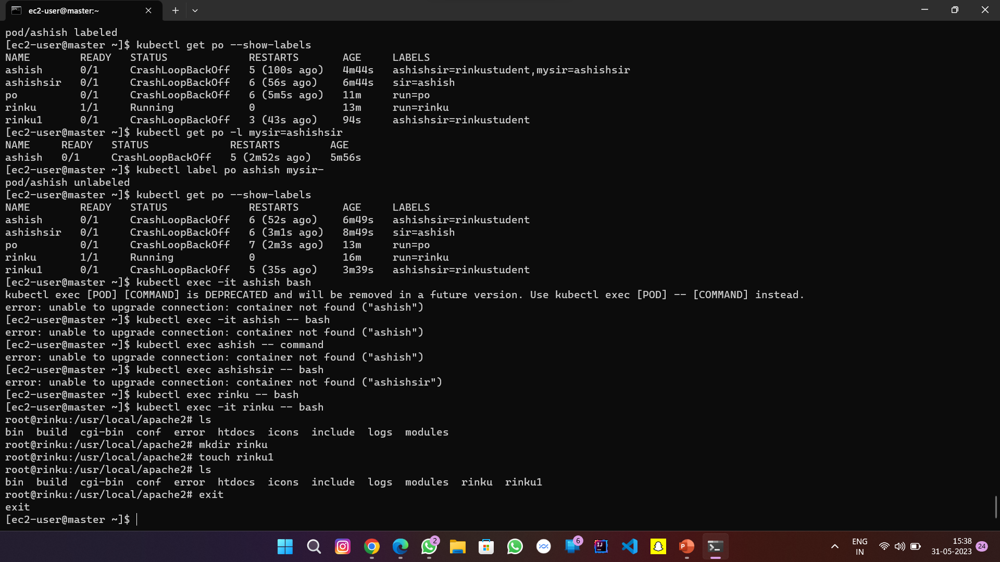 ec2-user@master:~
pod/ashish labeled
[ec2-user@master ~]$ kubectl get po --show-labels
NAME        READY   STATUS             RESTARTS       AGE     LABELS
ashish      0/1     CrashLoopBackOff   5 (100s ago)   4m44s   ashishsir=rinkustudent,mysir=ashishsir
ashishsir   0/1     CrashLoopBackOff   6 (56s ago)    6m44s   sir=ashish
po          0/1     CrashLoopBackOff   6 (5m5s ago)   11m     run=po
rinku       1/1     Running            0              13m     run=rinku
rinku1      0/1     CrashLoopBackOff   3 (43s ago)    94s     ashishsir=rinkustudent
[ec2-user@master ~]$ kubectl get po -l mysir=ashishsir
NAME     READY   STATUS             RESTARTS        AGE
ashish   0/1     CrashLoopBackOff   5 (2m52s ago)   5m56s
[ec2-user@master ~]$ kubectl label po ashish mysir-
pod/ashish unlabeled
[ec2-user@master ~]$ kubectl get po --show-labels
NAME        READY   STATUS             RESTARTS       AGE     LABELS
ashish      0/1     CrashLoopBackOff   6 (52s ago)    6m49s   ashishsir=rinkustudent
ashishsir   0/1     CrashLoopBackOff   6 (3m1s ago)   8m49s   sir=ashish
po          0/1     CrashLoopBackOff   7 (2m3s ago)   13m     run=po
rinku       1/1     Running            0              16m     run=rinku
rinku1      0/1     CrashLoopBackOff   5 (35s ago)    3m39s   ashishsir=rinkustudent
[ec2-user@master ~]$ kubectl exec -it ashish bash
kubectl exec [POD] [COMMAND] is DEPRECATED and will be removed in a future version. Use kubectl exec [POD] -- [COMMAND] instead.
error: unable to upgrade connection: container not found ("ashish")
[ec2-user@master ~]$ kubectl exec -it ashish -- bash
error: unable to upgrade connection: container not found ("ashish")
[ec2-user@master ~]$ kubectl exec ashish -- command
error: unable to upgrade connection: container not found ("ashish")
[ec2-user@master ~]$ kubectl exec ashishsir -- bash
error: unable to upgrade connection: container not found ("ashishsir")
[ec2-user@master ~]$ kubectl exec rinku -- bash
[ec2-user@master ~]$ kubectl exec -it rinku -- bash
root@rinku:/usr/local/apache2# ls
bin  build  cgi-bin  conf  error  htdocs  icons  include  logs  modules
root@rinku:/usr/local/apache2# mkdir rinku
root@rinku:/usr/local/apache2# touch rinku1
root@rinku:/usr/local/apache2# ls
bin  build  cgi-bin  conf  error  htdocs  icons  include  logs  modules  rinku  rinku1
root@rinku:/usr/local/apache2# exit
exit
[ec2-user@master ~]$
2
6
IJ
P
ENG
IN
15:38
31-05-2023
24